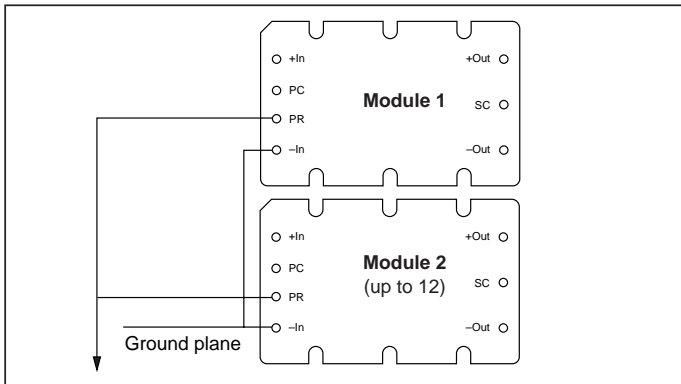 +In
+Out
PC
Module 1
SC
PR
–In
–Out
+In
+Out
PC
Module 2
(up to 12)
SC
PR
–In
–Out
Ground plane